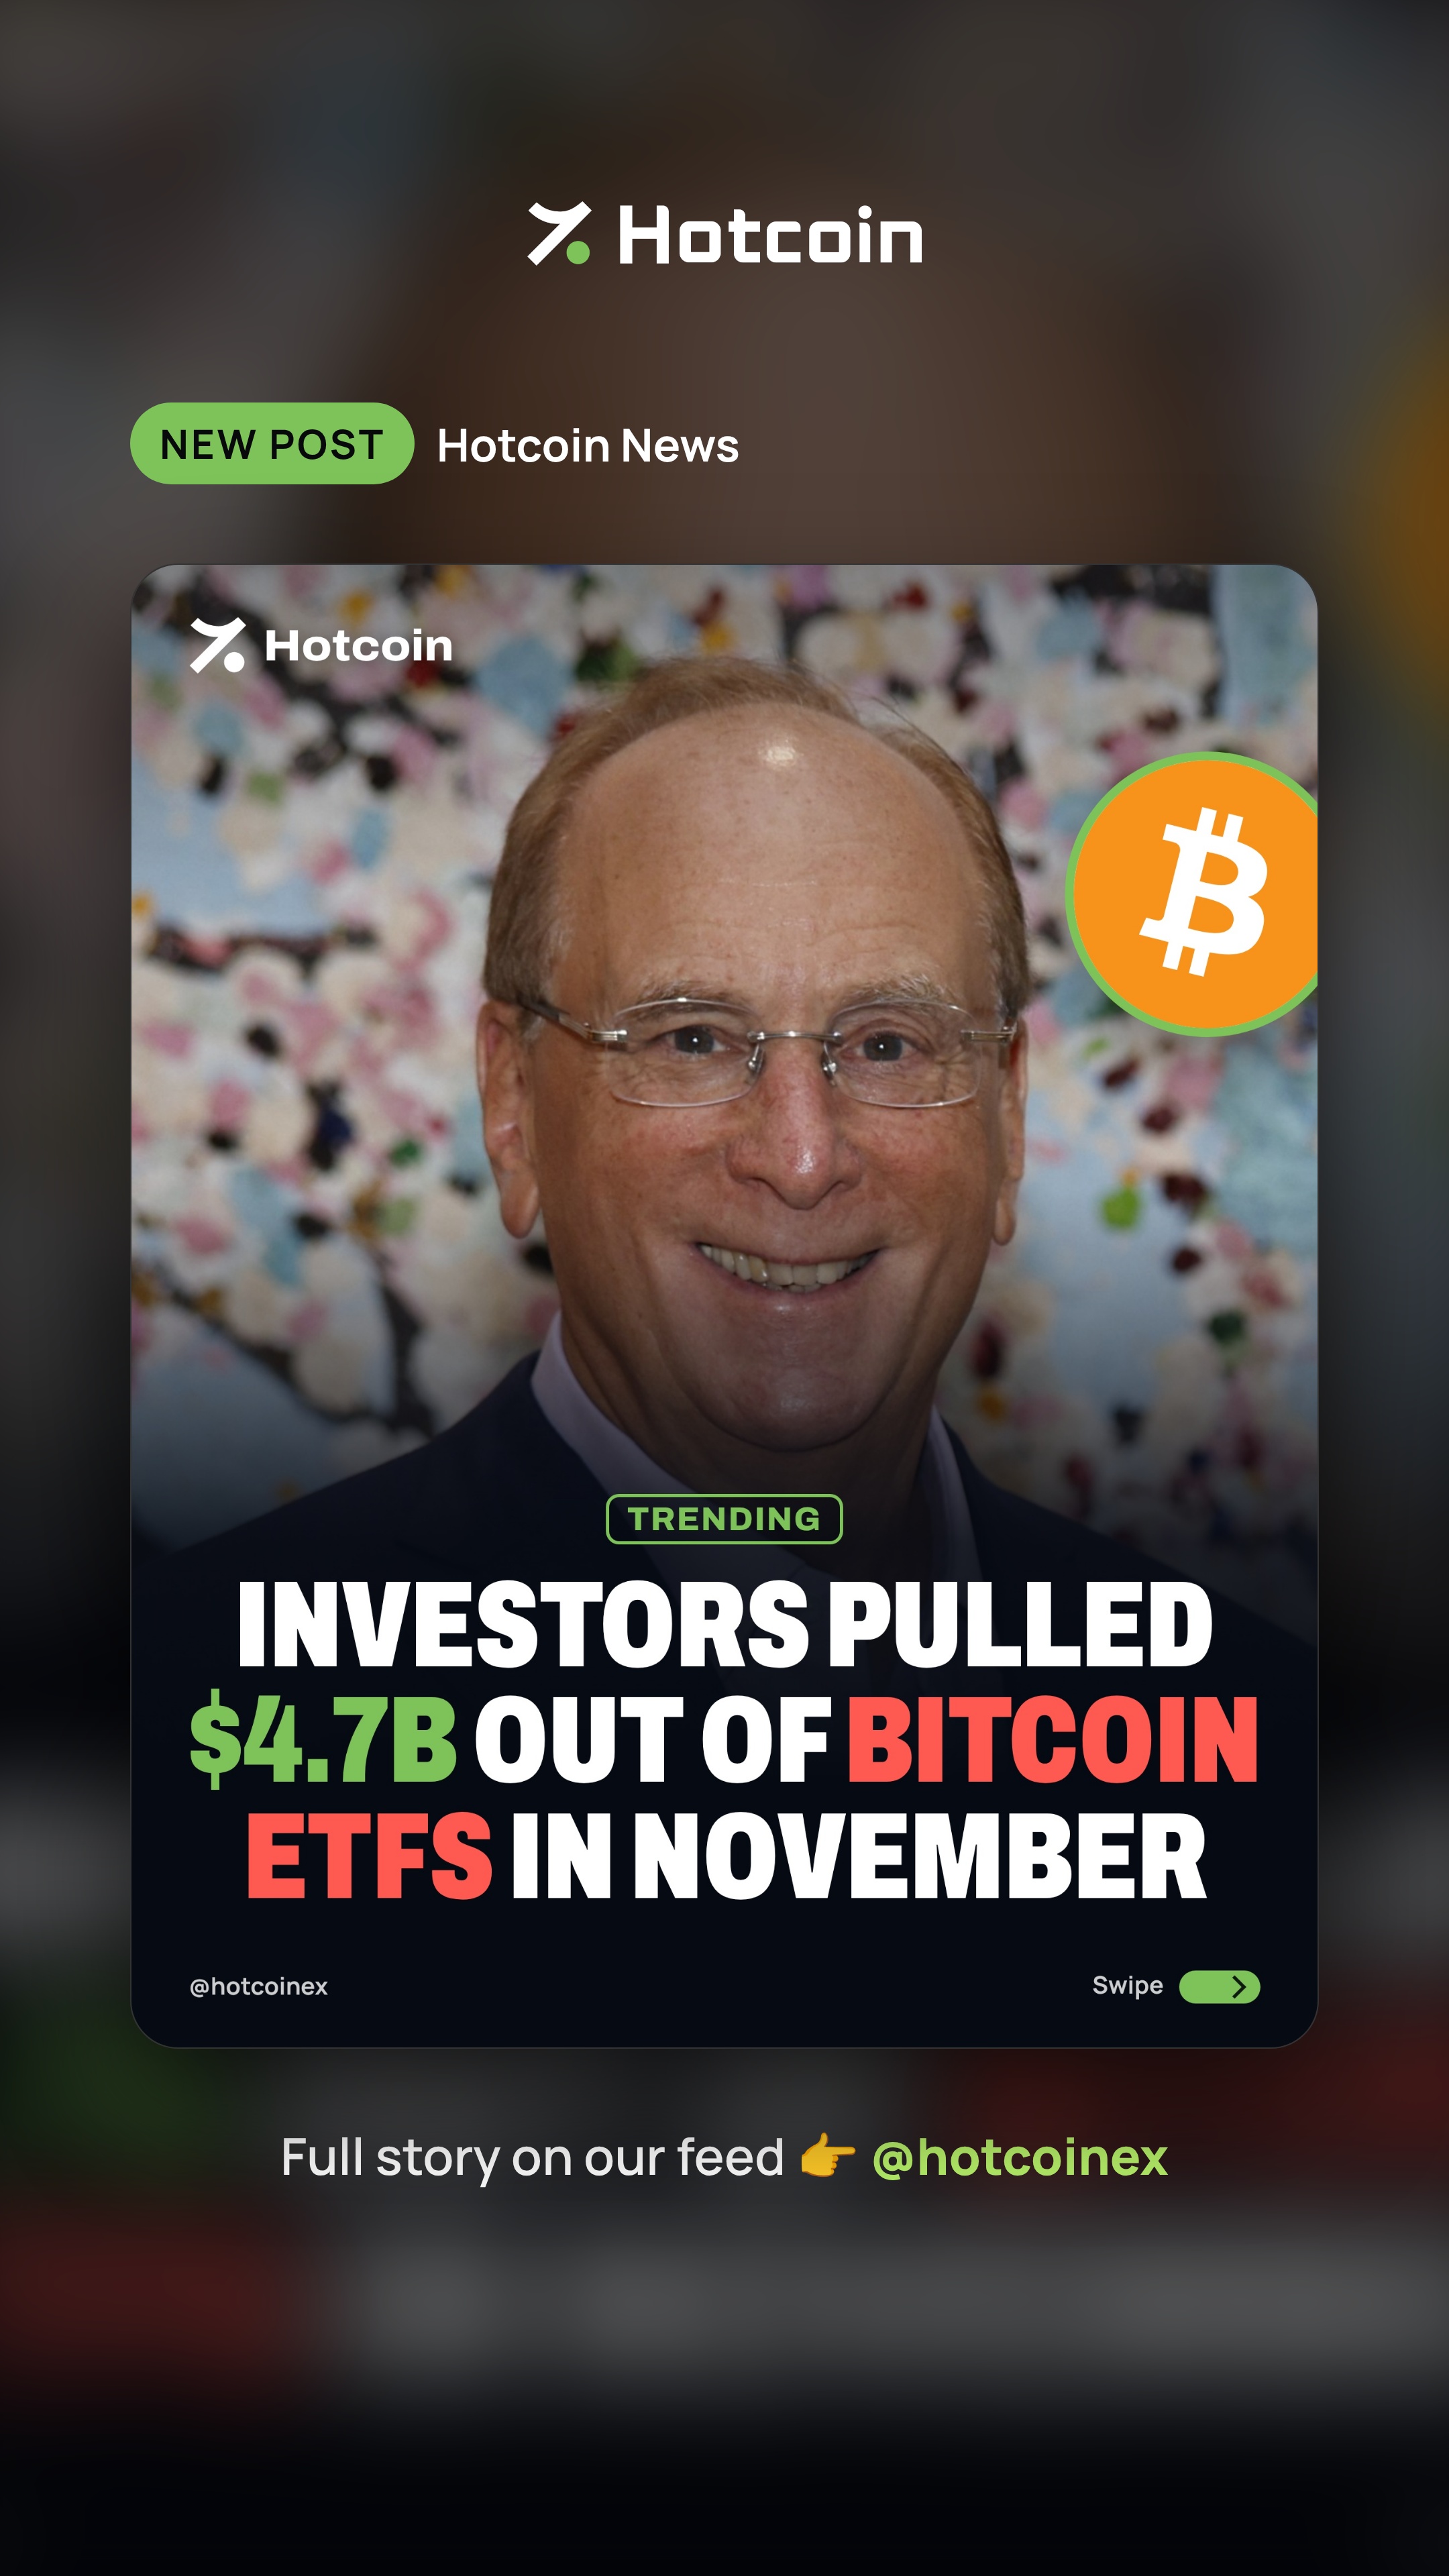 Hotcoin
NEW POST Hotcoin News
Hotcoin
TRENDING
INVESTORS PULLED
$4.7B OUT OF BITCOIN
ETFS IN NOVEMBER
@hotcoinex Swipe
Full story on our feed 👉 @hotcoinex